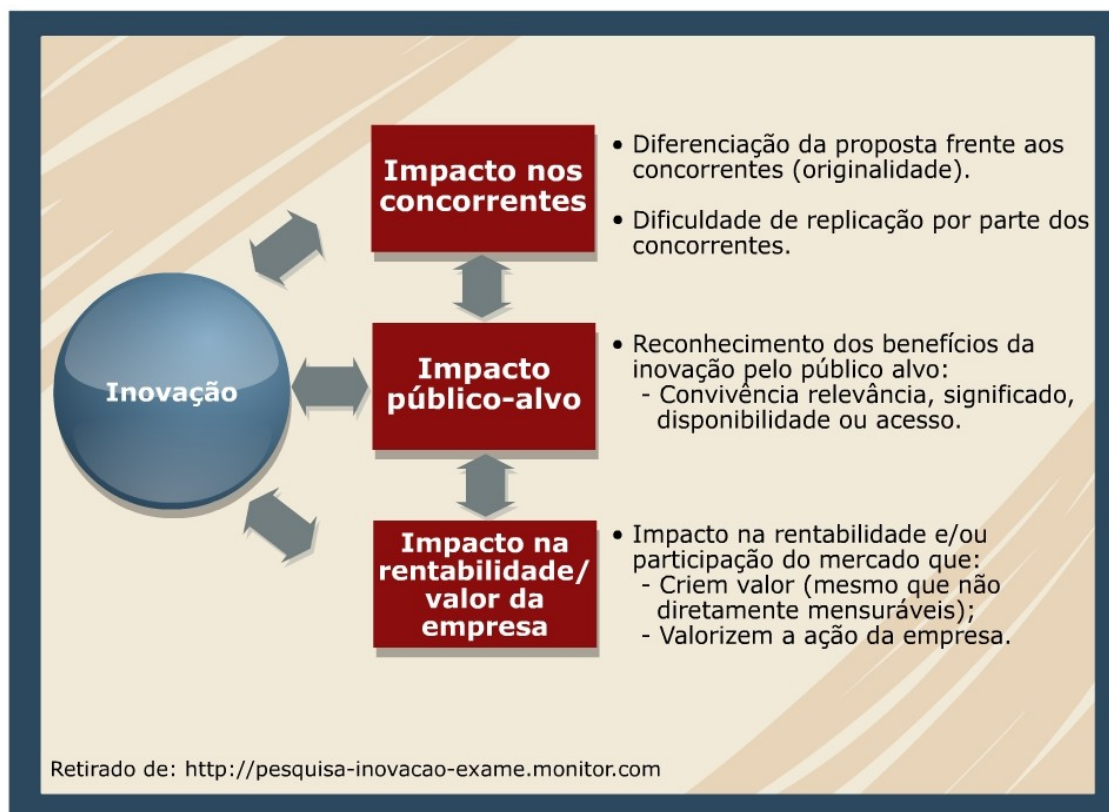 Inovação
Impacto nos
concorrentes
• Diferenciação da proposta frente aos
concorrentes (originalidade).
• Dificuldade de replicação por parte dos
concorrentes.
Impacto
público-alvo
• Reconhecimento dos benefícios da
inovação pelo público alvo:
- Convivência relevância, significado,
disponibilidade ou acesso.
Impacto na
rentabilidade/
valor da
empresa
• Impacto na rentabilidade e/ou
participação do mercado que:
- Criem valor (mesmo que não
diretamente mensuráveis);
- Valorizem a ação da empresa.
Retirado de: http://pesquisa-inovacao-exame.monitor.com